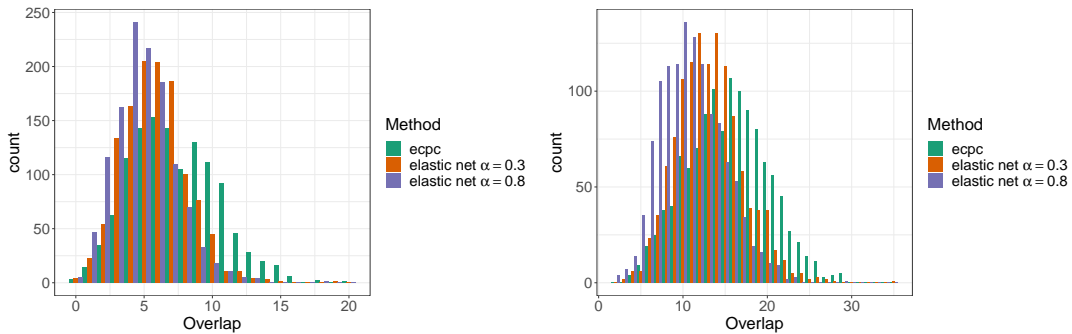 250
200
150
100
50
0
count
0 5 10 15 20
Overlap
Method
ecpc
elastic net α = 0.3
elastic net α = 0.8
100
50
0
count
0 10 20 30
Overlap
Method
ecpc
elastic net α = 0.3
elastic net α = 0.8